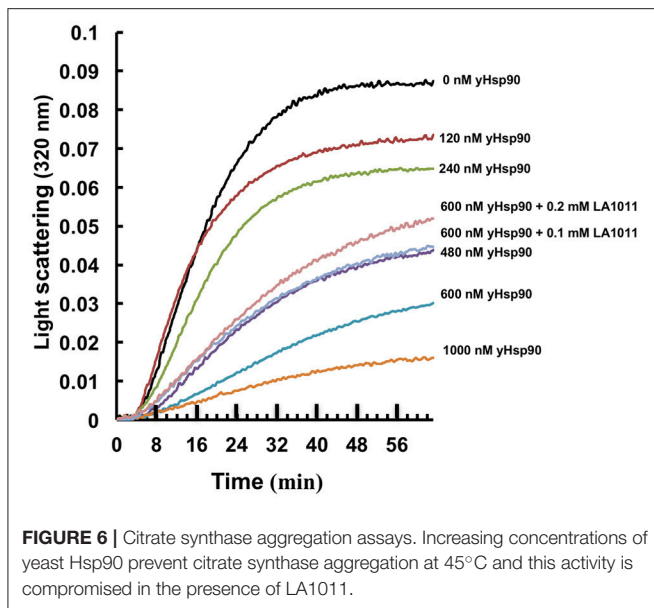 0.1
0.09
0.08
0.07
0.06
0.05
0.04
0.03
0.02
0.01
0
Light scattering (320 nm)
0 nM yHsp90
120 nM yHsp90
240 nM yHsp90
600 nM yHsp90 + 0.2 mM LA1011
600 nM yHsp90 + 0.1 mM LA1011
480 nM yHsp90
600 nM yHsp90
1000 nM yHsp90
0 8 16 24 32 40 48 56
Time (min)
FIGURE 6 | Citrate synthase aggregation assays. Increasing concentrations of
yeast Hsp90 prevent citrate synthase aggregation at 45°C and this activity is
compromised in the presence of LA1011.